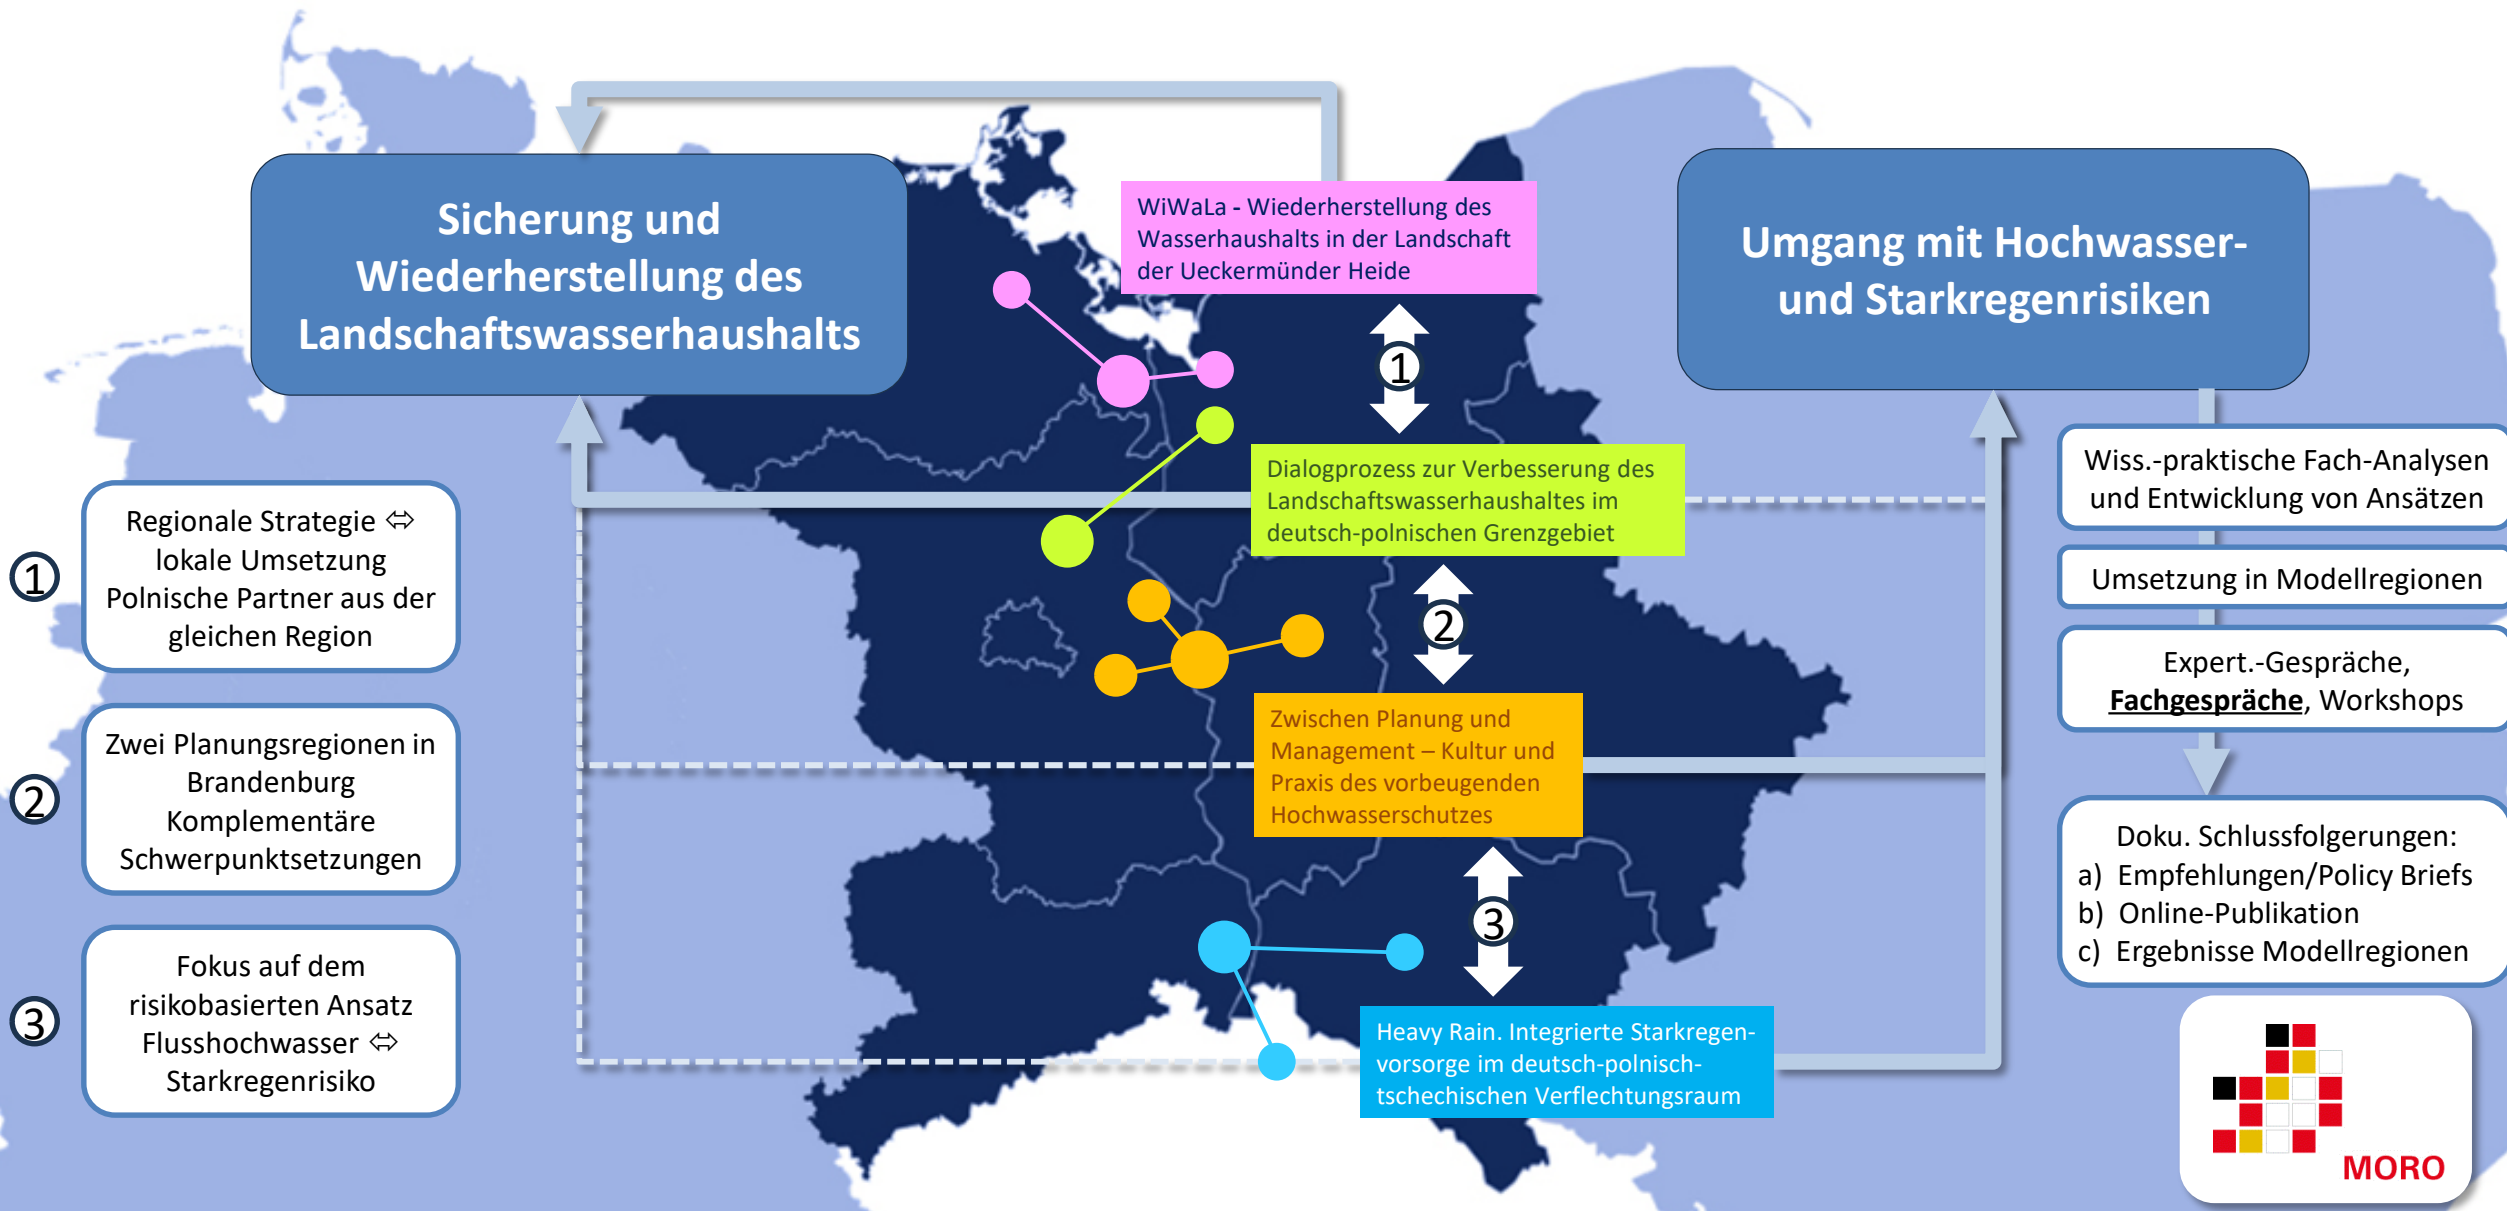 Sicherung und
Wiederherstellung des
Landschaftswasserhaushalts
WiWaLa - Wiederherstellung des
Wasserhaushalts in der Landschaft
der Ueckermünder Heide
Umgang mit Hochwasser-
und Starkregenrisiken
1
Dialogprozess zur Verbesserung des
Landschaftswasserhaushaltes im
deutsch-polnischen Grenzgebiet
2
Zwischen Planung und
Management – Kultur und
Praxis des vorbeugenden
Hochwasserschutzes
3
Heavy Rain. Integrierte Starkregen-
vorsorge im deutsch-polnisch-
tschechischen Verflechtungsraum
1
Regionale Strategie ⇔
lokale Umsetzung
Polnische Partner aus der
gleichen Region
2
Zwei Planungsregionen in
Brandenburg
Komplementäre
Schwerpunktsetzungen
3
Fokus auf dem
risikobasierten Ansatz
Flusshochwasser ⇔
Starkregenrisiko
Wiss.-praktische Fach-Analysen
und Entwicklung von Ansätzen
Umsetzung in Modellregionen
Expert.-Gespräche,
Fachgespräche, Workshops
Doku. Schlussfolgerungen:
a) Empfehlungen/Policy Briefs
b) Online-Publikation
c) Ergebnisse Modellregionen
MORO